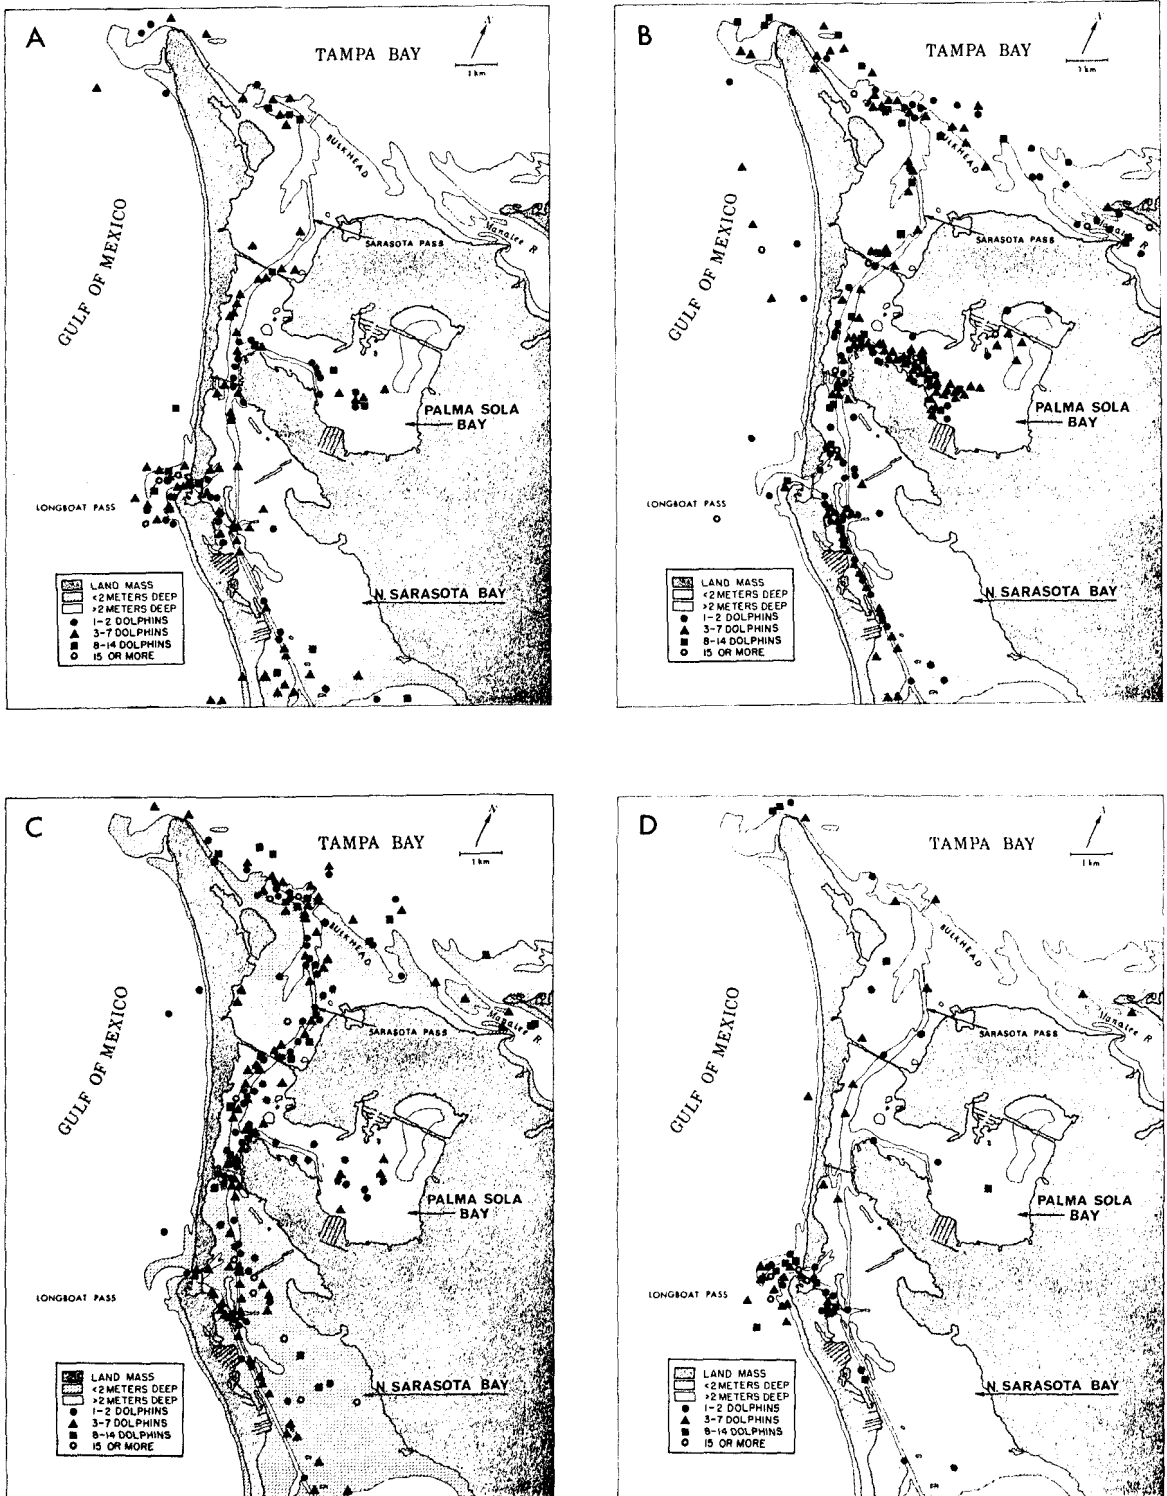 A
TAMPA BAY
N
1 km
BULKHEAD
Manatee R
SARASOTA PASS
GULF OF MEXICO
PALMA SOLA
BAY
LONGBOAT PASS
N. SARASOTA BAY
LAND MASS
<2 METERS DEEP
>2 METERS DEEP
1-2 DOLPHINS
3-7 DOLPHINS
8-14 DOLPHINS
15 OR MORE
B
TAMPA BAY
N
1 km
BULKHEAD
Manatee R
SARASOTA PASS
GULF OF MEXICO
PALMA SOLA
BAY
LONGBOAT PASS
N. SARASOTA BAY
LAND MASS
<2 METERS DEEP
>2 METERS DEEP
1-2 DOLPHINS
3-7 DOLPHINS
8-14 DOLPHINS
15 OR MORE
C
TAMPA BAY
N
1 km
BULKHEAD
Manatee R
SARASOTA PASS
GULF OF MEXICO
PALMA SOLA
BAY
LONGBOAT PASS
N. SARASOTA BAY
LAND MASS
<2 METERS DEEP
>2 METERS DEEP
1-2 DOLPHINS
3-7 DOLPHINS
8-14 DOLPHINS
15 OR MORE
D
TAMPA BAY
N
1 km
BULKHEAD
Manatee R
SARASOTA PASS
GULF OF MEXICO
PALMA SOLA
BAY
LONGBOAT PASS
N. SARASOTA BAY
LAND MASS
<2 METERS DEEP
>2 METERS DEEP
1-2 DOLPHINS
3-7 DOLPHINS
8-14 DOLPHINS
15 OR MORE